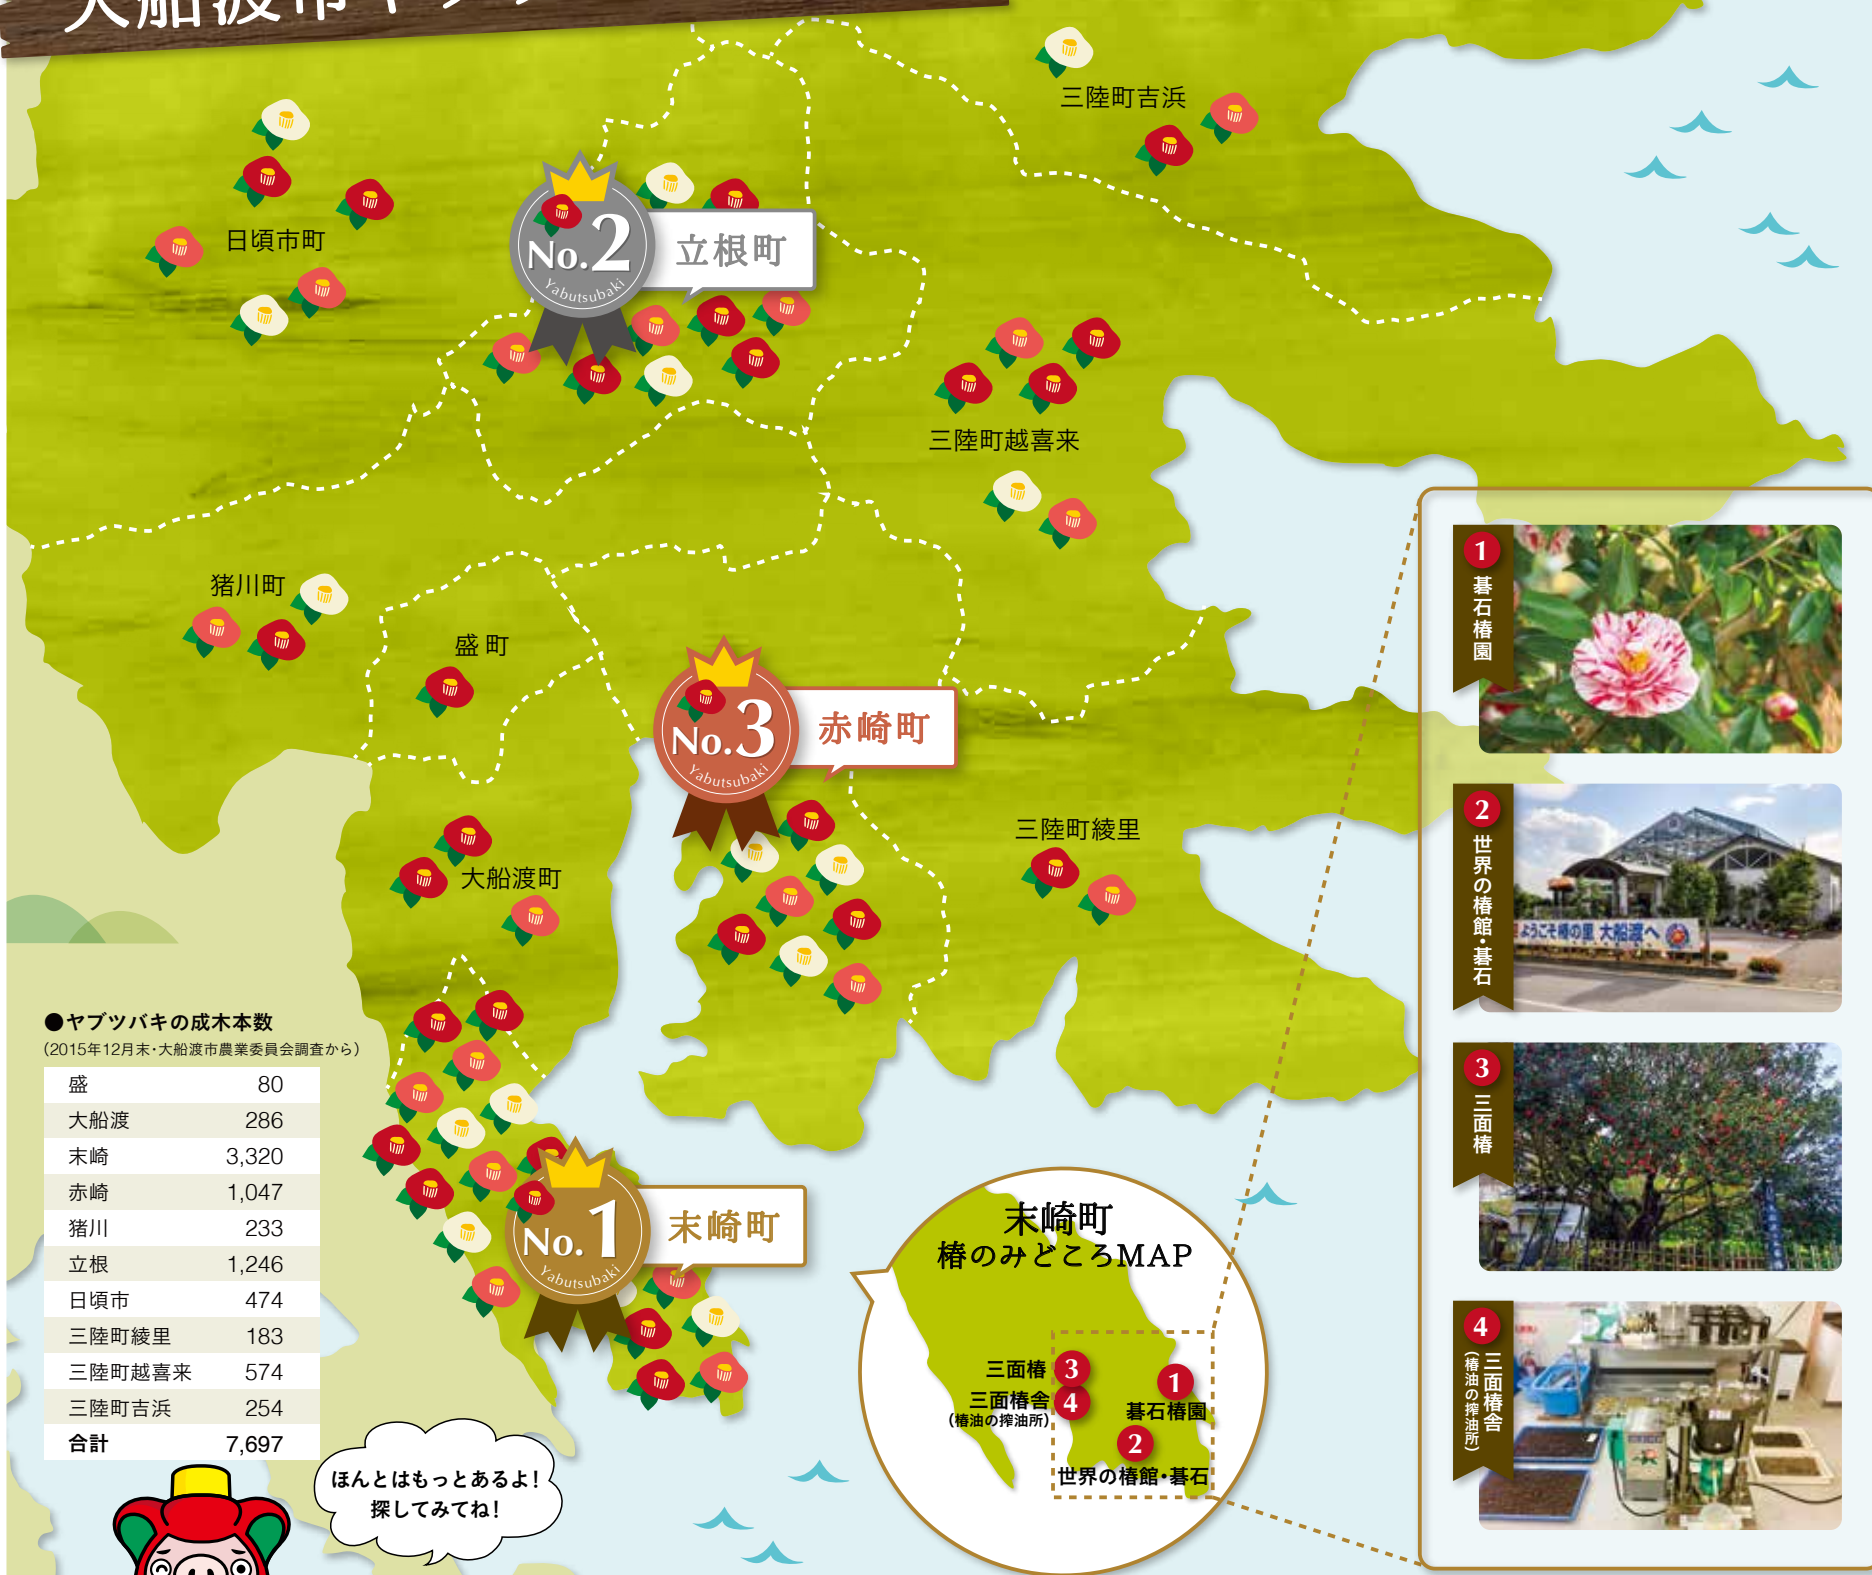 三陸町吉浜
日頃市町
No.2
Yabutsubaki
立根町
三陸町越喜来
猪川町
盛町
No.3
Yabutsubaki
赤崎町
三陸町綾里
大船渡町
No.1
Yabutsubaki
末崎町
●ヤブツバキの成木本数
(2015年12月末・大船渡市農業委員会調査から)
盛 80
大船渡 286
末崎 3,320
赤崎 1,047
猪川 233
立根 1,246
日頃市 474
三陸町綾里 183
三陸町越喜来 574
三陸町吉浜 254
合計 7,697
ほんとはもっとあるよ!
探してみてね!
末崎町
椿のみどころMAP
三面椿 3
三面椿舎 4
(椿油の搾油所)
1
碁石椿園
2
世界の椿館・碁石
1
碁石椿園
2
世界の椿館・碁石
ようこそ椿の里 大船渡へ
3
三面椿
4
三面椿舎
(椿油の搾油所)